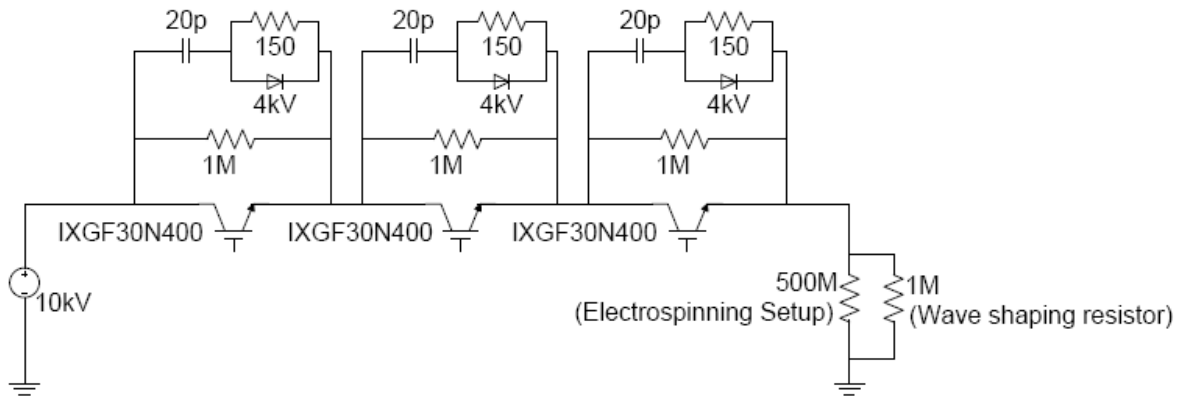 20p
150
4kV
1M
IXGF30N400
20p
150
4kV
1M
IXGF30N400
20p
150
4kV
1M
IXGF30N400
10kV
500M
(Electrospinning Setup)
1M
(Wave shaping resistor)